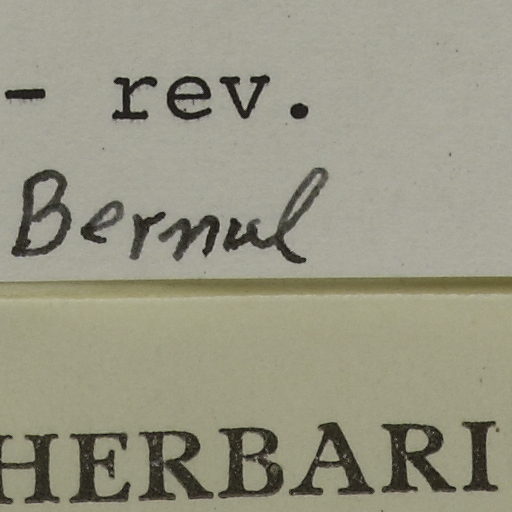 - rev.
Bernal
HERBARI